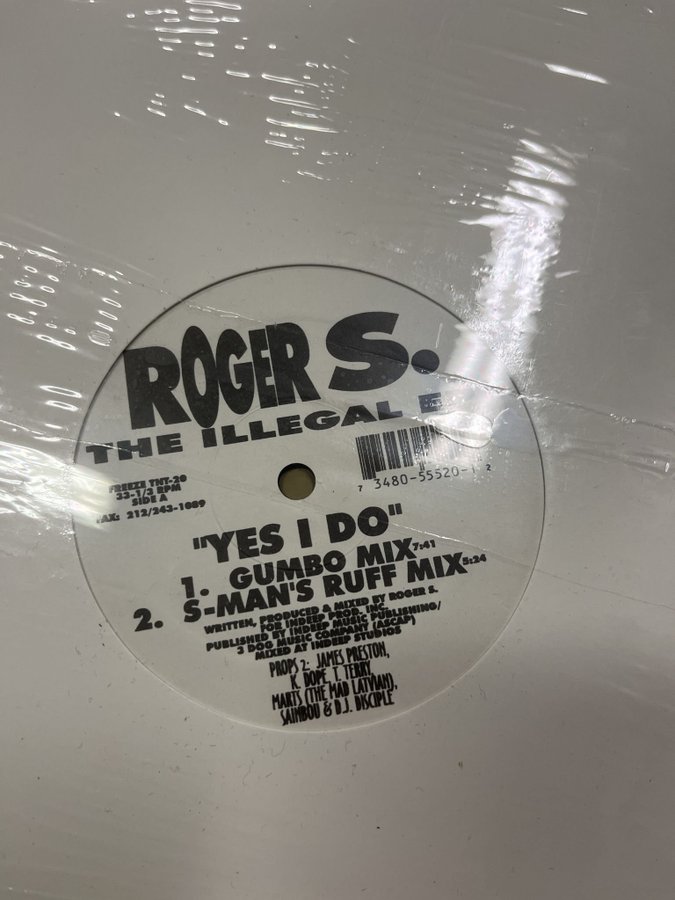 ROGER S.
THE ILLEGAL E
FREEZE TNT-20
33-1/3 RPM
SIDE A
FAX: 212/243-1089
7 3480-55520-1 2
"YES I DO"
1. GUMBO MIX 7:41
2. S-MAN'S RUFF MIX 5:24
WRITTEN, PRODUCED & MIXED BY ROGER S.
FOR INDEEP PROD. INC.
PUBLISHED BY INDEEP MUSIC PUBLISHING/
3 DOG MUSIC COMPANY (ASCAP)
MIXED AT INDEEP STUDIOS
PROPS 2: JAMES PRESTON,
K. DOPE, T. TERRY,
MARTS (THE MAD LATVIAN),
SAIMBOU & D.J. DISCIPLE